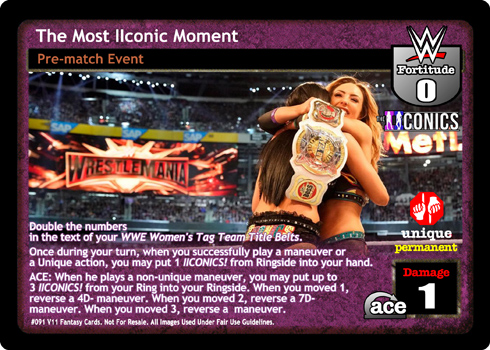 The Most IIconic Moment
Pre-match Event
W
Fortitude
0
THE IICONICS
SAP
SAP
MetL
WRESTLEMANIA
Double the numbers
in the text of your WWE Women's Tag Team Title Belts.
Once during your turn, when you successfully play a maneuver or
a Unique action, you may put 1 IICONICS! from Ringside into your hand.
ACE: When he plays a non-unique maneuver, you may put up to
3 IICONICS! from your Ring into your Ringside. When you moved 1,
reverse a 4D- maneuver. When you moved 2, reverse a 7D-
maneuver. When you moved 3, reverse a maneuver.
unique
permanent
Damage
1
ace
#091 V11 Fantasy Cards. Not For Resale. All Images Used Under Fair Use Guidelines.